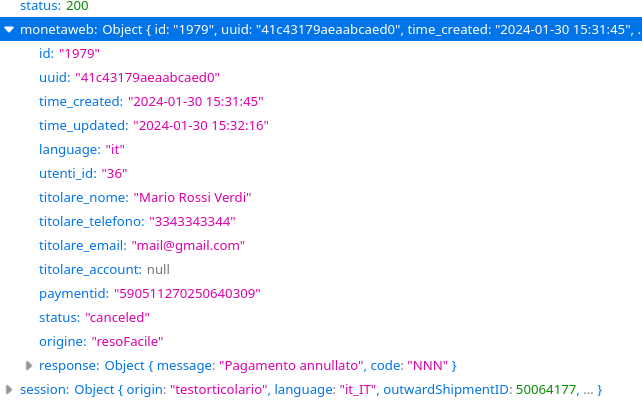 status: 200
monetaweb: Object { id: "1979", uuid: "41c43179aeaabcaed0", time_created: "2024-01-30 15:31:45", .
id: "1979"
uuid: "41c43179aeaabcaed0"
time_created: "2024-01-30 15:31:45"
time_updated: "2024-01-30 15:32:16"
language: "it"
utenti_id: "36"
titolare_nome: "Mario Rossi Verdi"
titolare_telefono: "3343343344"
titolare_email: "mail@gmail.com"
titolare_account: null
paymentid: "590511270250640309"
status: "canceled"
origine: "resoFacile"
response: Object { message: "Pagamento annullato", code: "NNN" }
session: Object { origin: "testorticolario", language: "it_IT", outwardShipmentID: 50064177, … }